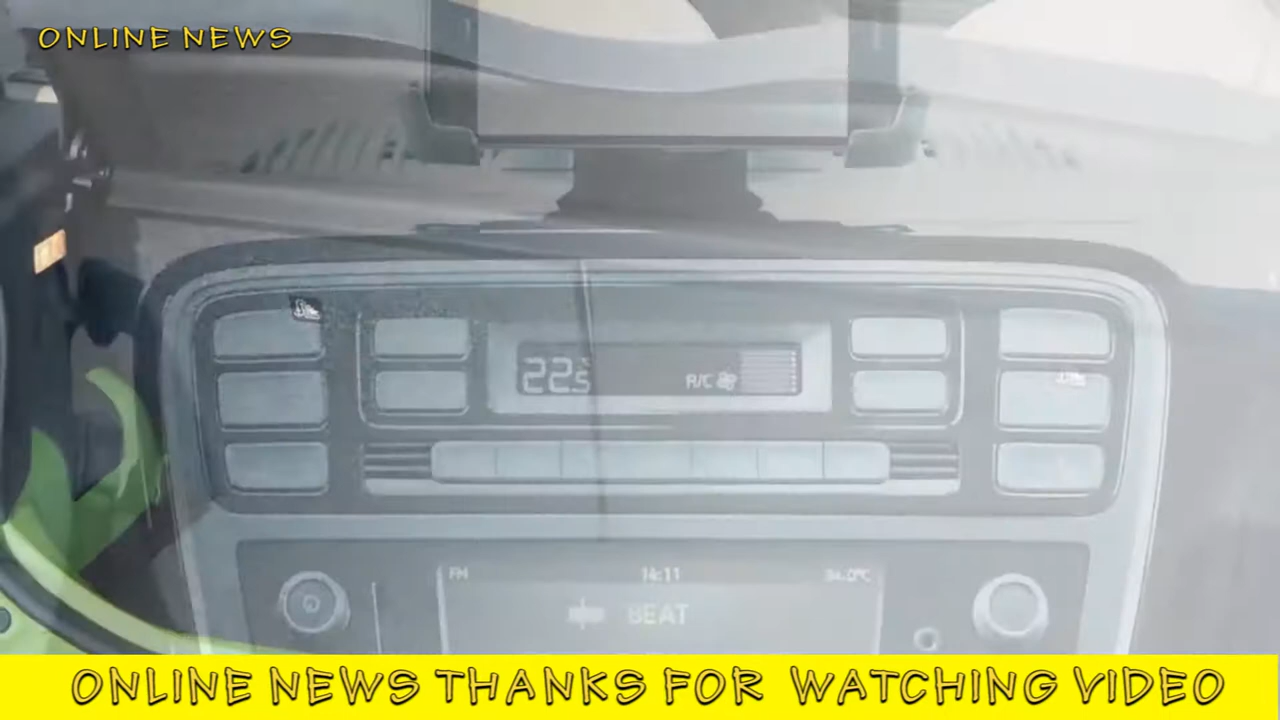 ONLINE NEWS
22.5
A/C
FM 14:11 34.0°C
BEAT
ONLINE NEWS THANKS FOR WATCHING VIDEO